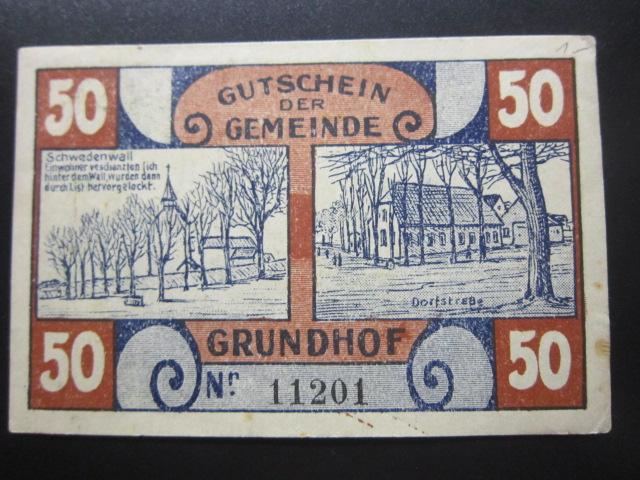 50
50
GUTSCHEIN
DER
GEMEINDE
Schwedenwall
Einwohner verschanzten sich
hinter dem Wall, wurden dann
durch List hervorgelockt.
Dorfstraße
50
50
GRUNDHOF
Nr 11201